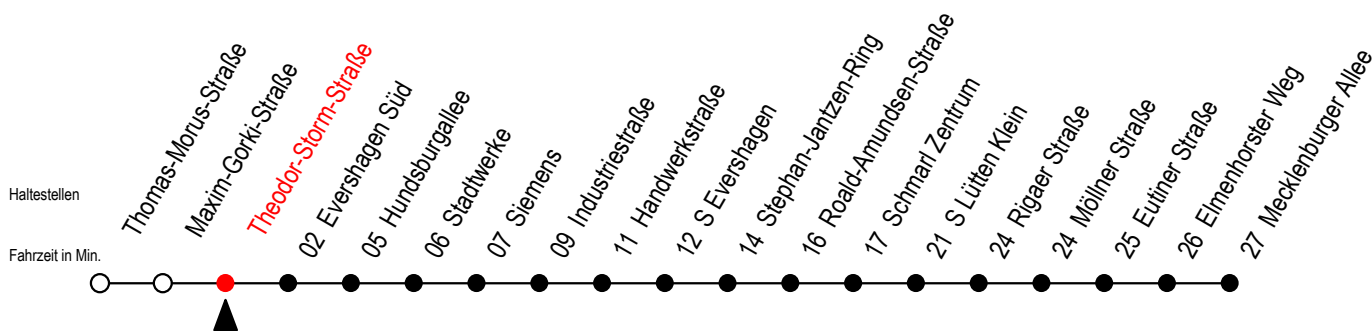 Haltestellen
Fahrzeit in Min.
Thomas-Morus-Straße
Maxim-Gorki-Straße
Theodor-Storm-Straße
02 Evershagen Süd
05 Hundsburgallee
06 Stadtwerke
07 Siemens
09 Industriestraße
11 Handwerkstraße
12 S Evershagen
14 Stephan-Jantzen-Ring
16 Roald-Amundsen-Straße
17 Schmarl Zentrum
21 S Lütten Klein
24 Rigaer Straße
24 Möllner Straße
25 Eutiner Straße
26 Elmenhorster Weg
27 Mecklenburger Allee